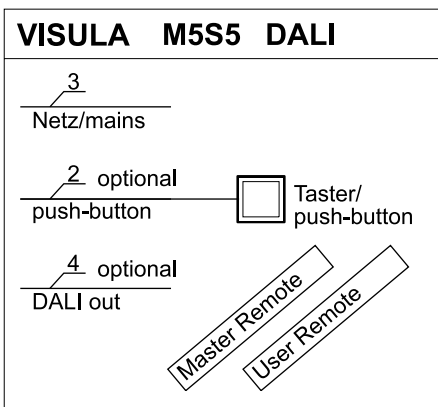 VISULA M5S5 DALI
3
Netz/mains
2 optional
push-button
Taster/
push-button
4 optional
DALI out
Master Remote
User Remote